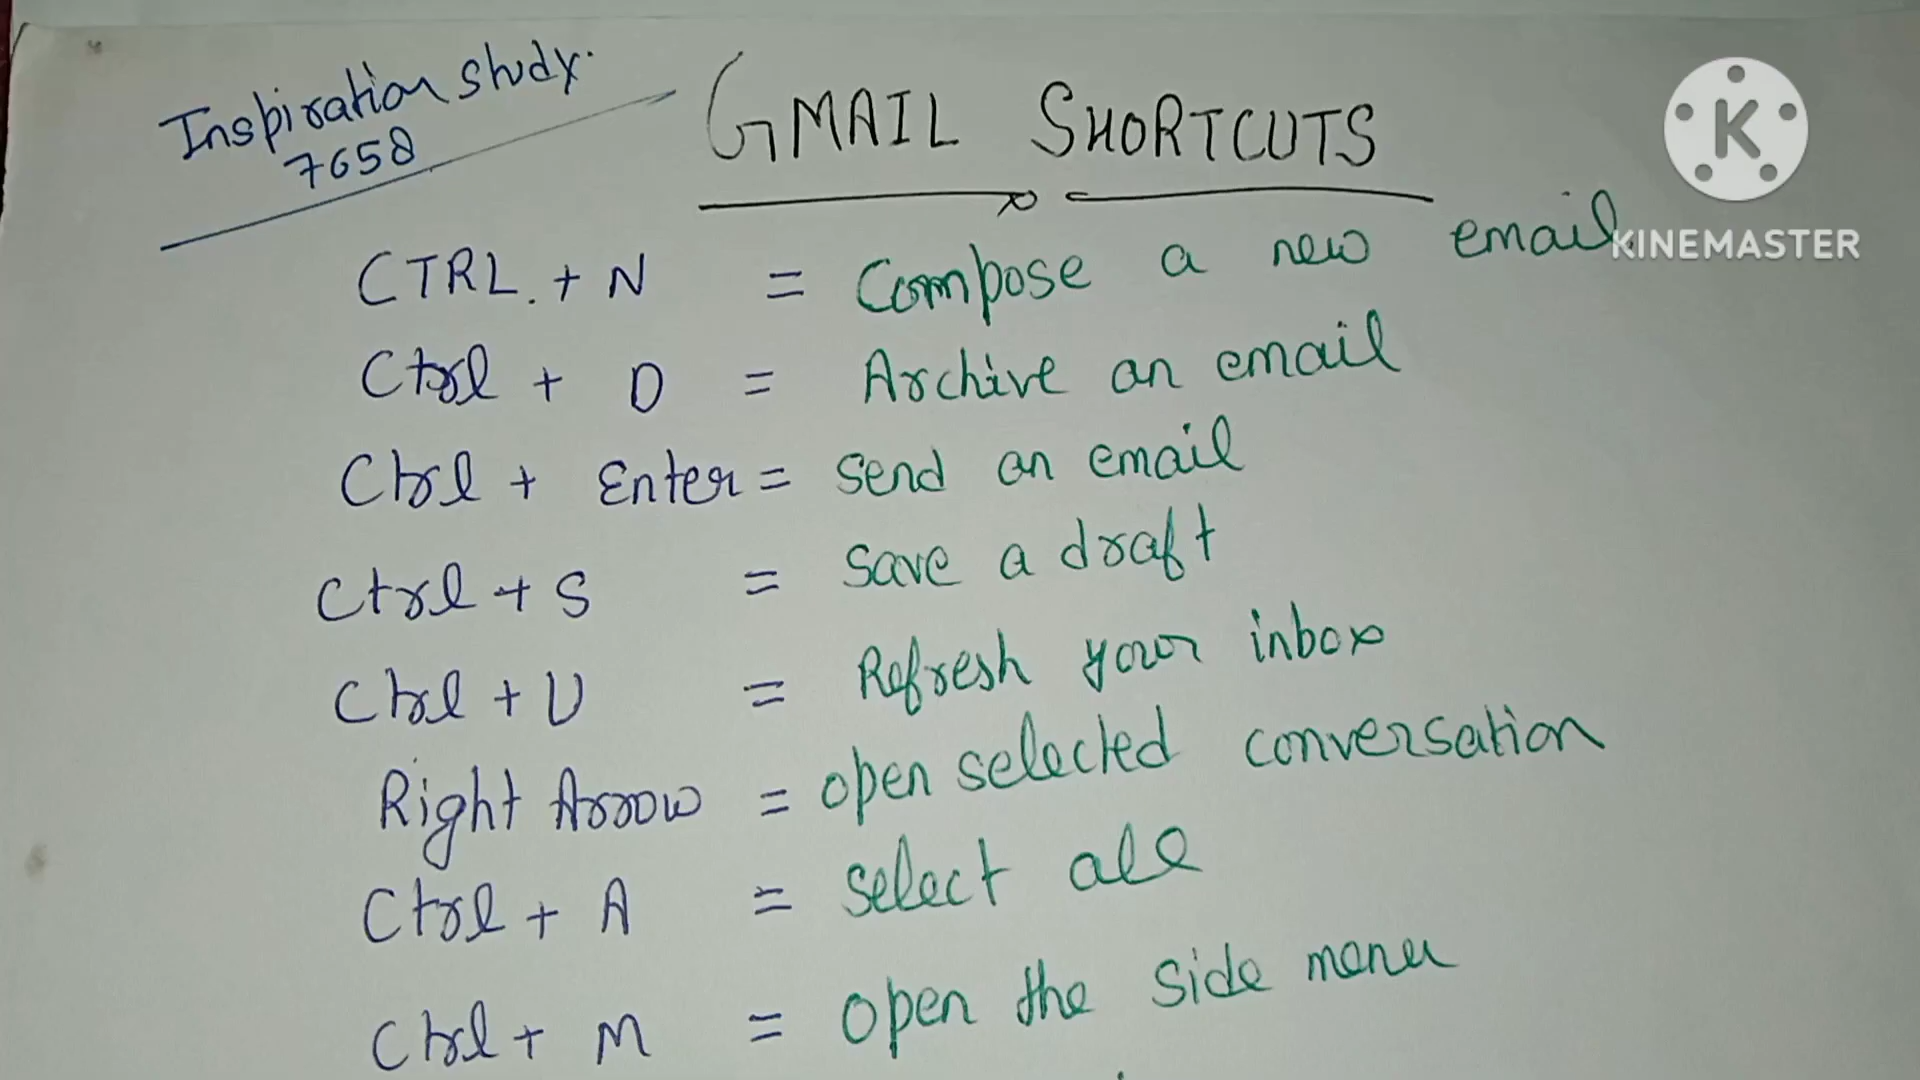 Inspiration study.
7658
GMAIL SHORTCUTS
K
KINEMASTER
CTRL. + N = Compose a new email.
Ctrl + D = Archive an email
Ctrl + Enter = Send an email
Ctrl + S = Save a draft
Ctrl + U = Refresh your inbox
Right Arrow = open selected conversation
Ctrl + A = select all
Ctrl + M = open the side menu